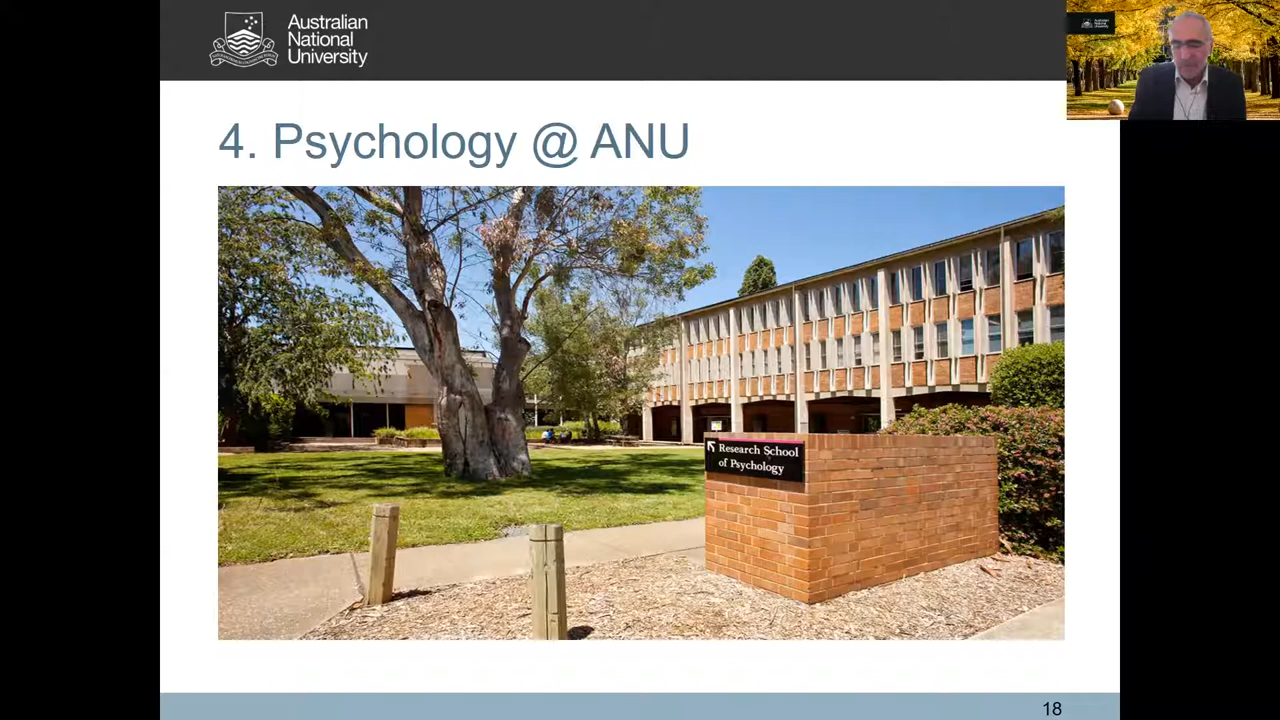 Australian
National
University
4. Psychology @ ANU
Research School
of Psychology
18